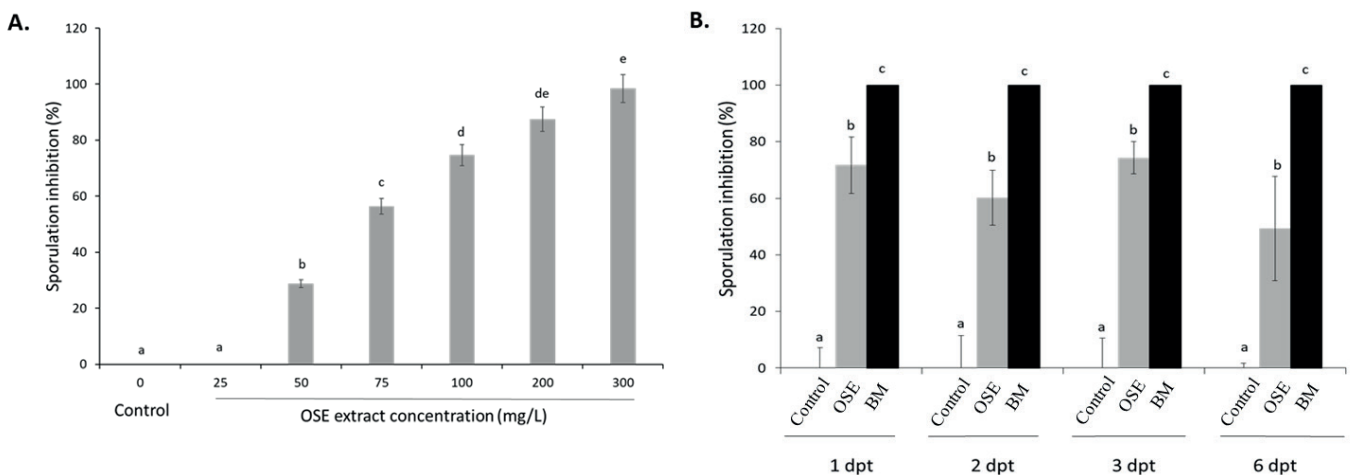 A.
120
100
80
60
40
20
0
Sporulation inhibition (%)
a
a
b
c
d
de
e
0 25 50 75 100 200 300
Control
OSE extract concentration (mg/L)
B.
120
100
80
60
40
20
0
Sporulation inhibition (%)
a b c
a b c
a b c
a b c
Control OSE BM Control OSE BM Control OSE BM Control OSE BM
1 dpt 2 dpt 3 dpt 6 dpt